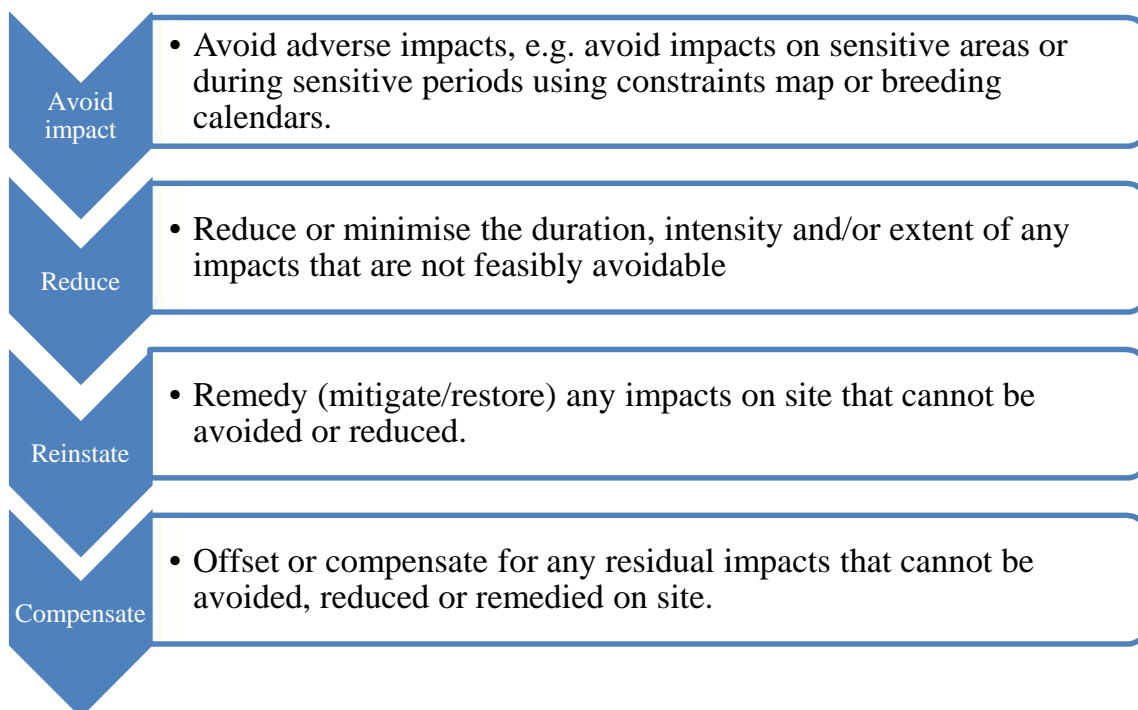 Avoid
impact
• Avoid adverse impacts, e.g. avoid impacts on sensitive areas or
during sensitive periods using constraints map or breeding
calendars.
Reduce
• Reduce or minimise the duration, intensity and/or extent of any
impacts that are not feasibly avoidable
Reinstate
• Remedy (mitigate/restore) any impacts on site that cannot be
avoided or reduced.
Compensate
• Offset or compensate for any residual impacts that cannot be
avoided, reduced or remedied on site.